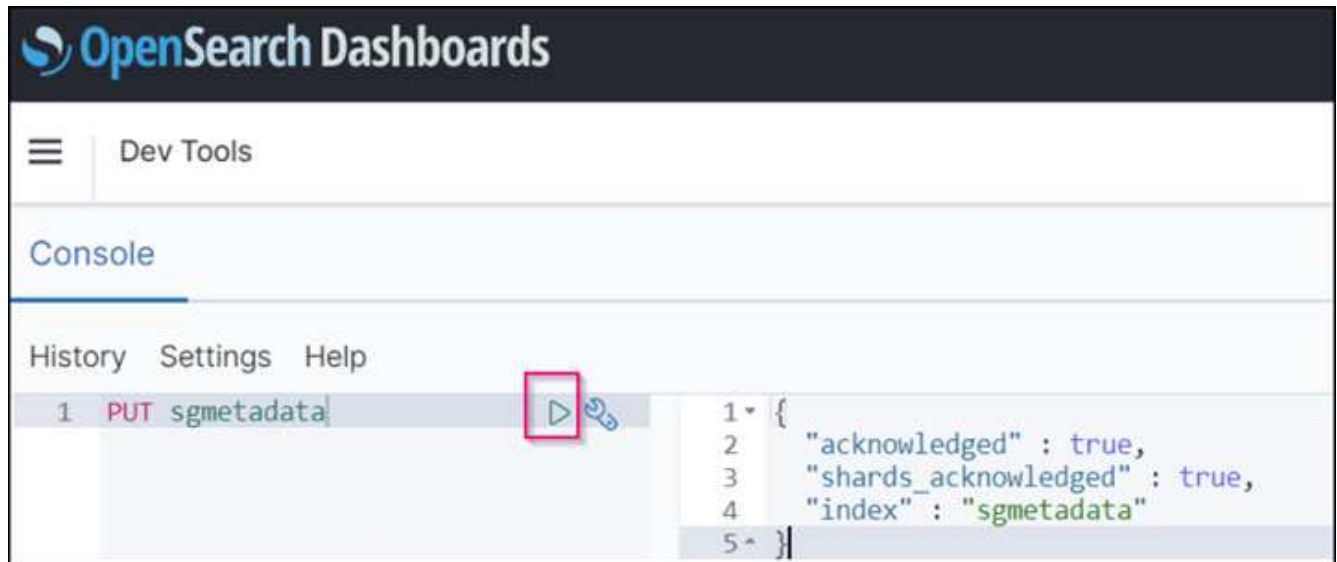 OpenSearch Dashboards
Dev Tools
Console
History Settings Help
1 PUT sgmetadata
1 {
2 "acknowledged" : true,
3 "shards_acknowledged" : true,
4 "index" : "sgmetadata"
5 }